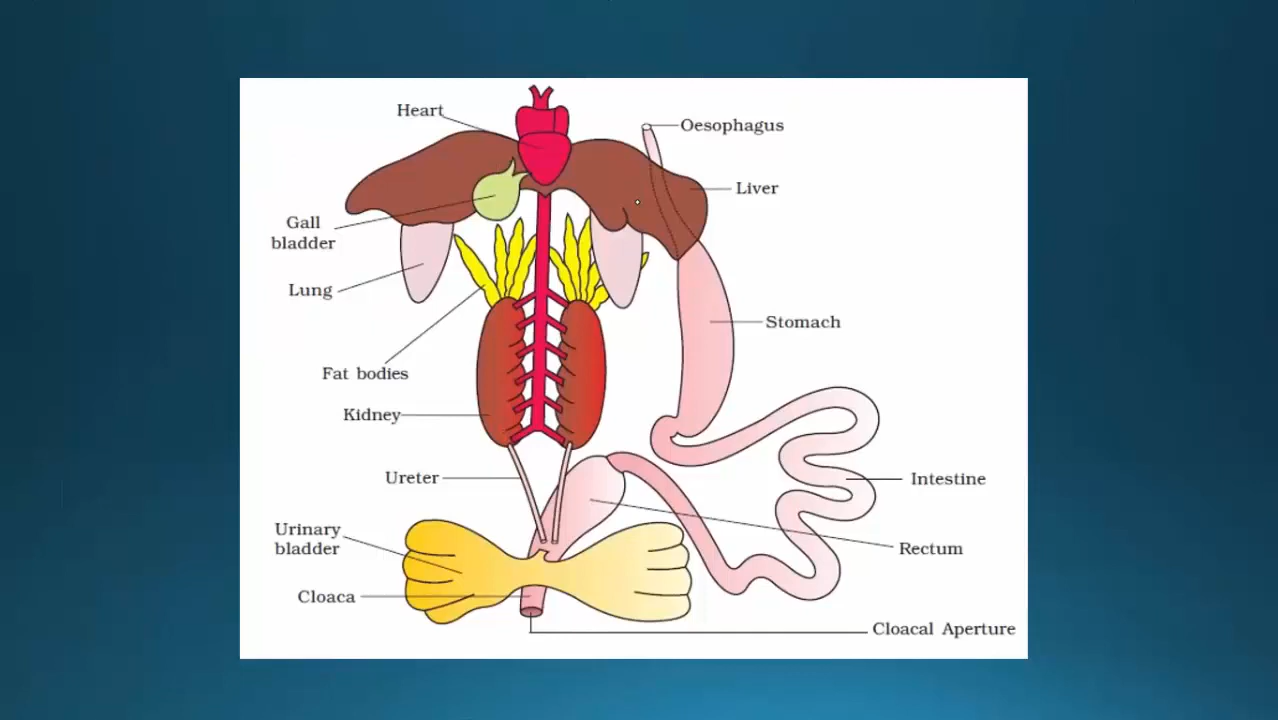 Heart
Oesophagus
Liver
Gall
bladder
Lung
Stomach
Fat bodies
Kidney
Ureter
Intestine
Urinary
bladder
Rectum
Cloaca
Cloacal Aperture